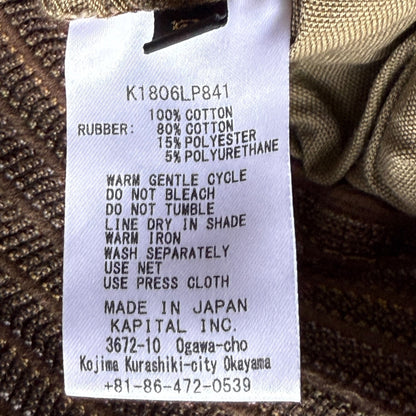 K1806LP841
100% COTTON
RUBBER: 80% COTTON
15% POLYESTER
5% POLYURETHANE
WARM GENTLE CYCLE
DO NOT BLEACH
DO NOT TUMBLE
LINE DRY IN SHADE
WARM IRON
WASH SEPARATELY
USE NET
USE PRESS CLOTH
MADE IN JAPAN
KAPITAL INC.
3672-10 Ogawa-cho
Kojima Kurashiki-city Okayama
+81-86-472-0539